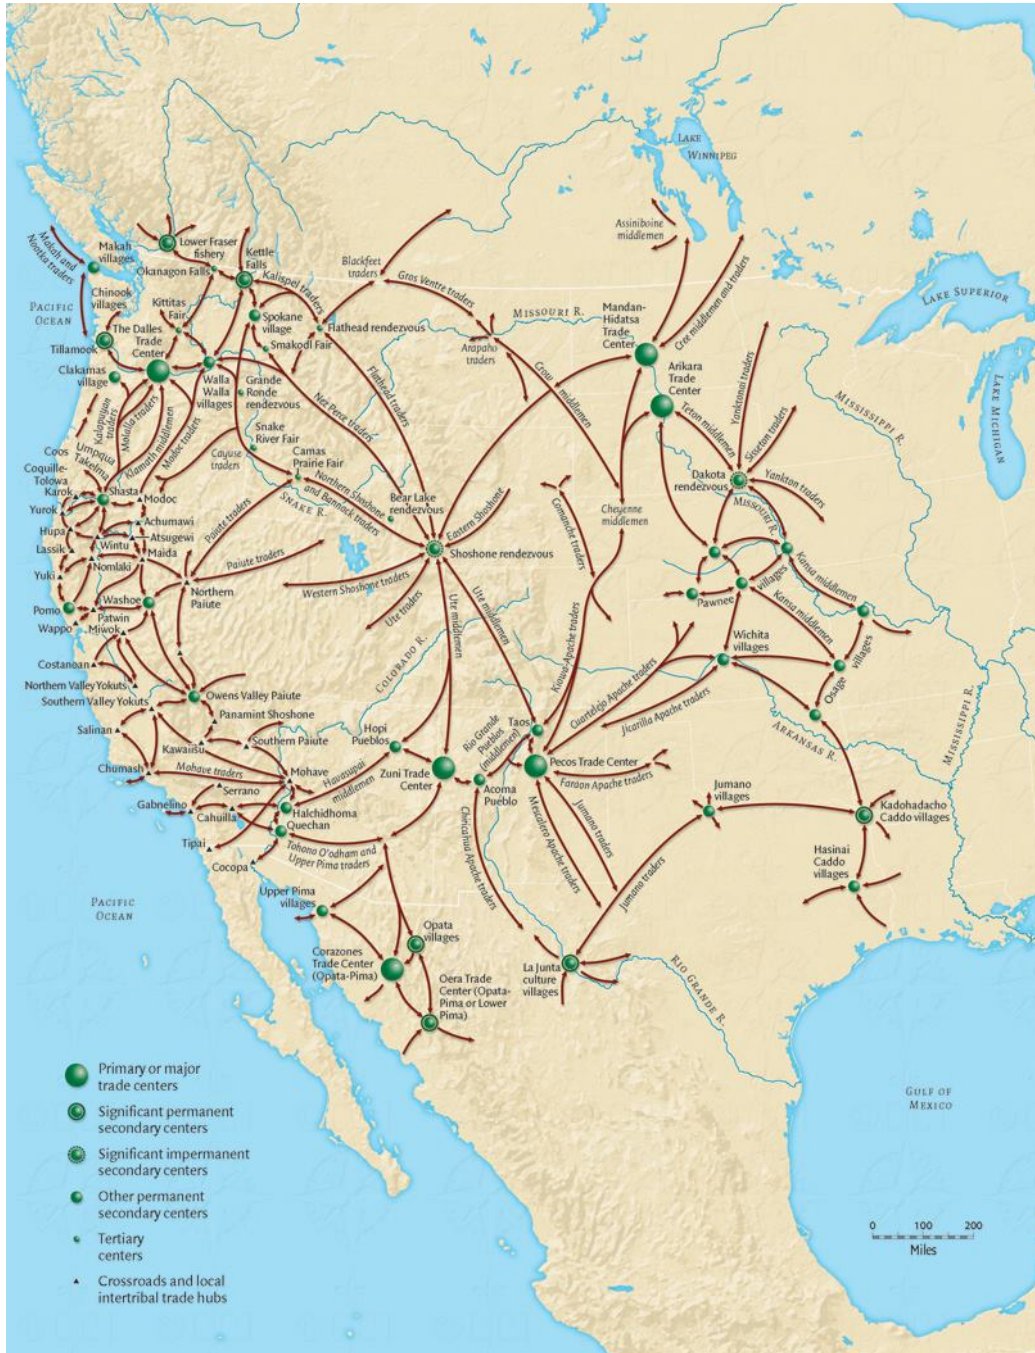 LAKE
WINNIPEG
Assiniboine
middlemen
Makah and
Nootka traders
Makah
villages
Lower Fraser
fishery
Okanagon Falls
Kettle
Falls
Kalispel traders
Blackfeet
traders
Gros Ventre traders
Cree middlemen and traders
PACIFIC
OCEAN
Chinook
villages
Kittitas
Fair
Spokane
village
Flathead rendezvous
MISSOURI R.
Mandan-
Hidatsa
Trade
Center
LAKE SUPERIOR
The Dalles
Trade
Center
Tillamook
Smakodl Fair
Arapaho
traders
Clakamas
village
Walla
Walla
villages
Grande
Ronde
rendezvous
Flathead traders
Crow middlemen
Arikara
Trade
Center
Yanktonai traders
LAKE MICHIGAN
MISSISSIPPI R.
Kalapuyan
traders
Molalla traders
Klamath middlemen
Modoc traders
Nez Perce traders
Teton middlemen
Sisseton traders
Snake
River Fair
Coos
Umpqua
Takelma
Coquille-
Tolowa
Cayuse
traders
Camas
Prairie Fair
Dakota
rendezvous
Yankton traders
Karok
Shasta
Modoc
Northern Shoshone
and Bannock traders
Bear Lake
rendezvous
SNAKE R.
Eastern Shoshone
Comanche traders
Cheyenne
middlemen
MISSOURI R.
Yurok
Achumawi
Paiute traders
Hupa
Atsugewi
Wintu
Lassik
Maida
Shoshone rendezvous
Nomlaki
Paiute traders
Yuki
Northern
Paiute
Western Shoshone traders
Pawnee
villages
Kansa middlemen
Washoe
Pomo
Patwin
Ute traders
Ute middlemen
Ute middlemen
Kansa middlemen
Wappo
Miwok
COLORADO R.
Kiowa-Apache traders
Wichita
villages
Osage
villages
Costanoan
Northern Valley Yokuts
Owens Valley Paiute
Cuartelejo Apache traders
Southern Valley Yokuts
Panamint Shoshone
Hopi
Pueblos
Rio Grande
Pueblos
(middlemen)
Taos
Jicarilla Apache traders
MISSISSIPPI R.
Salinan
Kawaiisu
Southern Paiute
ARKANSAS R.
Chumash
Mohave traders
Mohave
Havasupai
middlemen
Zuni Trade
Center
Pecos Trade Center
Acoma
Pueblo
Faraon Apache traders
Serrano
Jumano
villages
Gabnelino
Cahuilla
Halchidhoma
Kadohadacho
Caddo villages
Quechan
Chiricahua Apache traders
Mescalero Apache traders
Jumano traders
Tipai
Tohono O'odham and
Upper Pima traders
Hasinai
Caddo
villages
Cocopa
Jumano traders
Upper Pima
villages
PACIFIC
OCEAN
Opata
villages
Corazones
Trade Center
(Opata-Pima)
La Junta
culture
villages
RIO GRANDE R.
Oera Trade
Center (Opata-
Pima or Lower
Pima)
Primary or major
trade centers
GULF OF
MEXICO
Significant permanent
secondary centers
Significant impermanent
secondary centers
Other permanent
secondary centers
Tertiary
centers
0 100 200
Miles
Crossroads and local
intertribal trade hubs